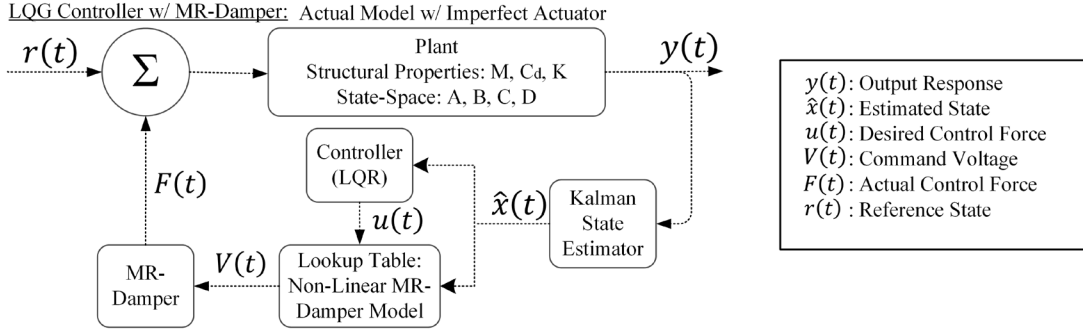 LQG Controller w/ MR-Damper: Actual Model w/ Imperfect Actuator
r(t)
Σ
Plant
Structural Properties: M, Cd, K
State-Space: A, B, C, D
y(t)
Controller
(LQR)
F(t)
x̂(t)
Kalman
State
Estimator
u(t)
MR-
Damper
V(t)
Lookup Table:
Non-Linear MR-
Damper Model
y(t): Output Response
x̂(t): Estimated State
u(t): Desired Control Force
V(t): Command Voltage
F(t): Actual Control Force
r(t): Reference State